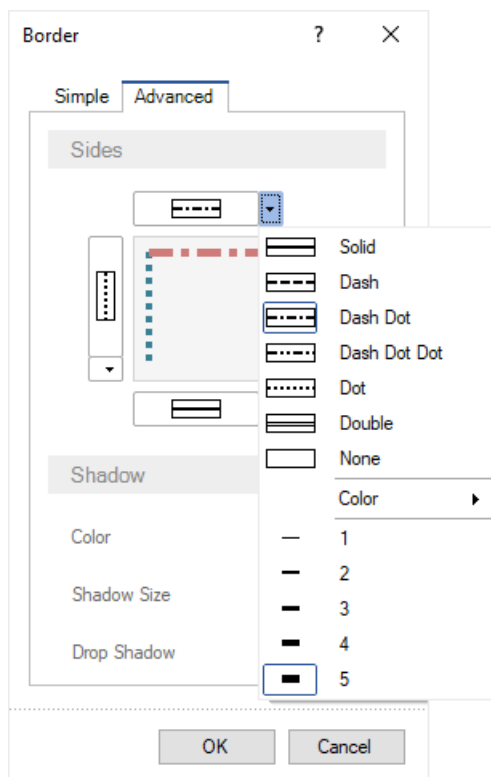 Border ?
Simple Advanced
Sides
Solid
Dash
Dash Dot
Dash Dot Dot
Dot
Double
None
Color
1
2
3
4
5
Shadow
Color
Shadow Size
Drop Shadow
OK Cancel